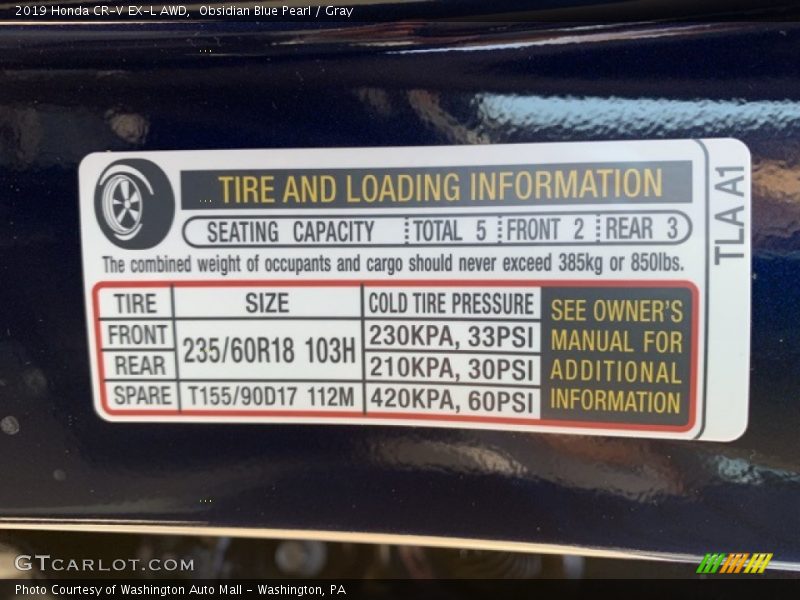 2019 Honda CR-V EX-L AWD, Obsidian Blue Pearl / Gray
TIRE AND LOADING INFORMATION
SEATING CAPACITY TOTAL 5 FRONT 2 REAR 3
The combined weight of occupants and cargo should never exceed 385kg or 850lbs.
TIRE SIZE COLD TIRE PRESSURE
FRONT 235/60R18 103H 230KPA, 33PSI
REAR 210KPA, 30PSI
SPARE T155/90D17 112M 420KPA, 60PSI
SEE OWNER'S
MANUAL FOR
ADDITIONAL
INFORMATION
TLA A1
GTCARLOT.COM
Photo Courtesy of Washington Auto Mall - Washington, PA